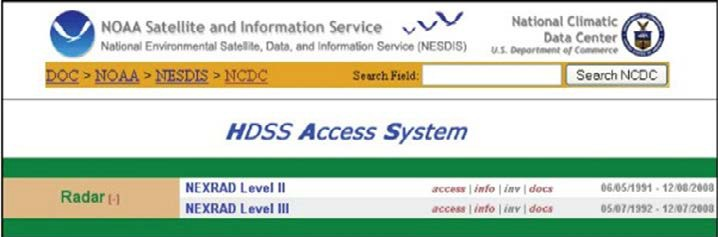 NOAA Satellite and Information Service
National Environmental Satellite, Data, and Information Service (NESDIS)
National Climatic
Data Center
U.S. Department of Commerce
DOC > NOAA > NESDIS > NCDC Search Field: Search NCDC
HDSS Access System
Radar [-]
NEXRAD Level II access | info | inv | docs 06/05/1991 - 12/08/2008
NEXRAD Level III access | info | inv | docs 05/07/1992 - 12/07/2008